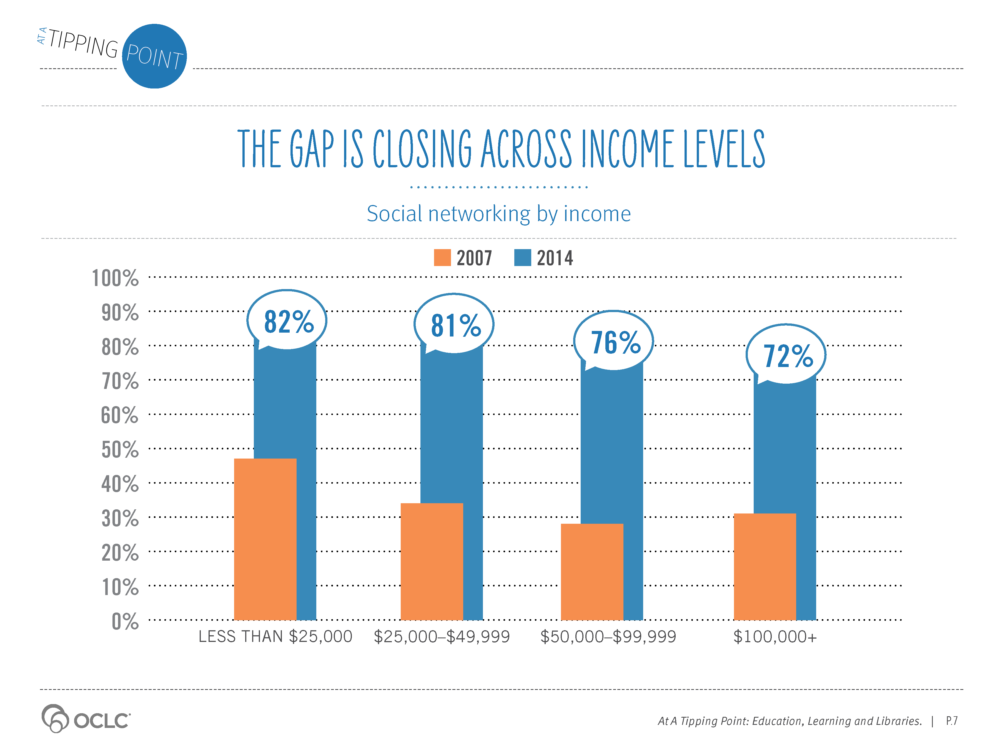 AT A TIPPING POINT
THE GAP IS CLOSING ACROSS INCOME LEVELS
Social networking by income
2007 2014
100%
90%
80%
70%
60%
50%
40%
30%
20%
10%
0%
82% 81% 76% 72%
LESS THAN $25,000 $25,000–$49,999 $50,000–$99,999 $100,000+
OCLC
At A Tipping Point: Education, Learning and Libraries. | P.7